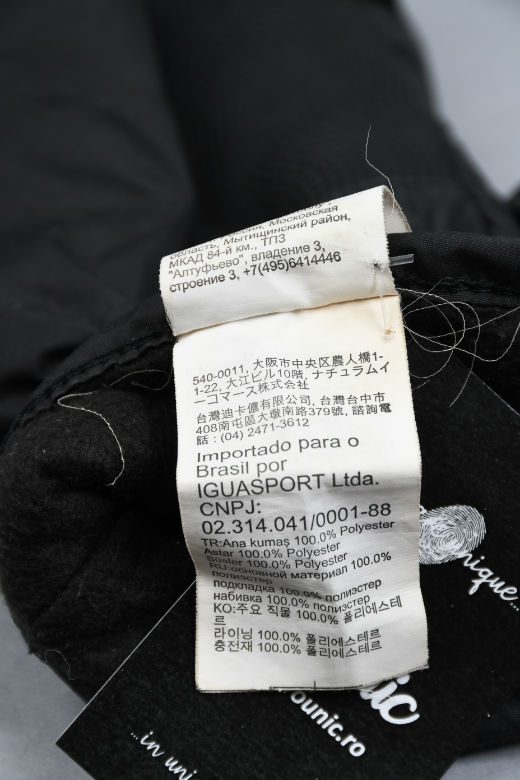 Россия, Московская
область, Мытищинский район,
МКАД 84-й км., ТПЗ
"Алтуфьево", владение 3,
строение 3, +7(495)6414446
540-0011, 大阪市中央区農人橋1-
1-22, 大江ビル10階, ナチュラムイ
ーコマース株式会社
台灣迪卡儂有限公司, 台灣台中市
408南屯區大墩南路379號, 諮詢電
話 : (04) 2471-3612
Importado para o
Brasil por
IGUASPORT Ltda.
CNPJ:
02.314.041/0001-88
TR:Ana kumaş 100.0% Polyester
Astar 100.0% Polyester
Süsler 100.0% Polyester
RU:основной материал 100.0%
полиэстер
подкладка 100.0% полиэстер
набивка 100.0% полиэстер
KO:주요 직물 100.0% 폴리에스테
르
라이닝 100.0% 폴리에스테르
충전재 100.0% 폴리에스테르
nique...
nic
ounic.ro
...in uni